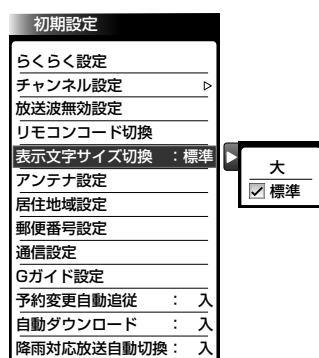 初期設定
らくらく設定
チャンネル設定
放送波無効設定
リモコンコード切換
表示文字サイズ切換 ：標準
アンテナ設定
居住地域設定
郵便番号設定
通信設定
Gガイド設定
予約変更自動追従 ： 入
自動ダウンロード ： 入
降雨対応放送自動切換： 入
大
標準